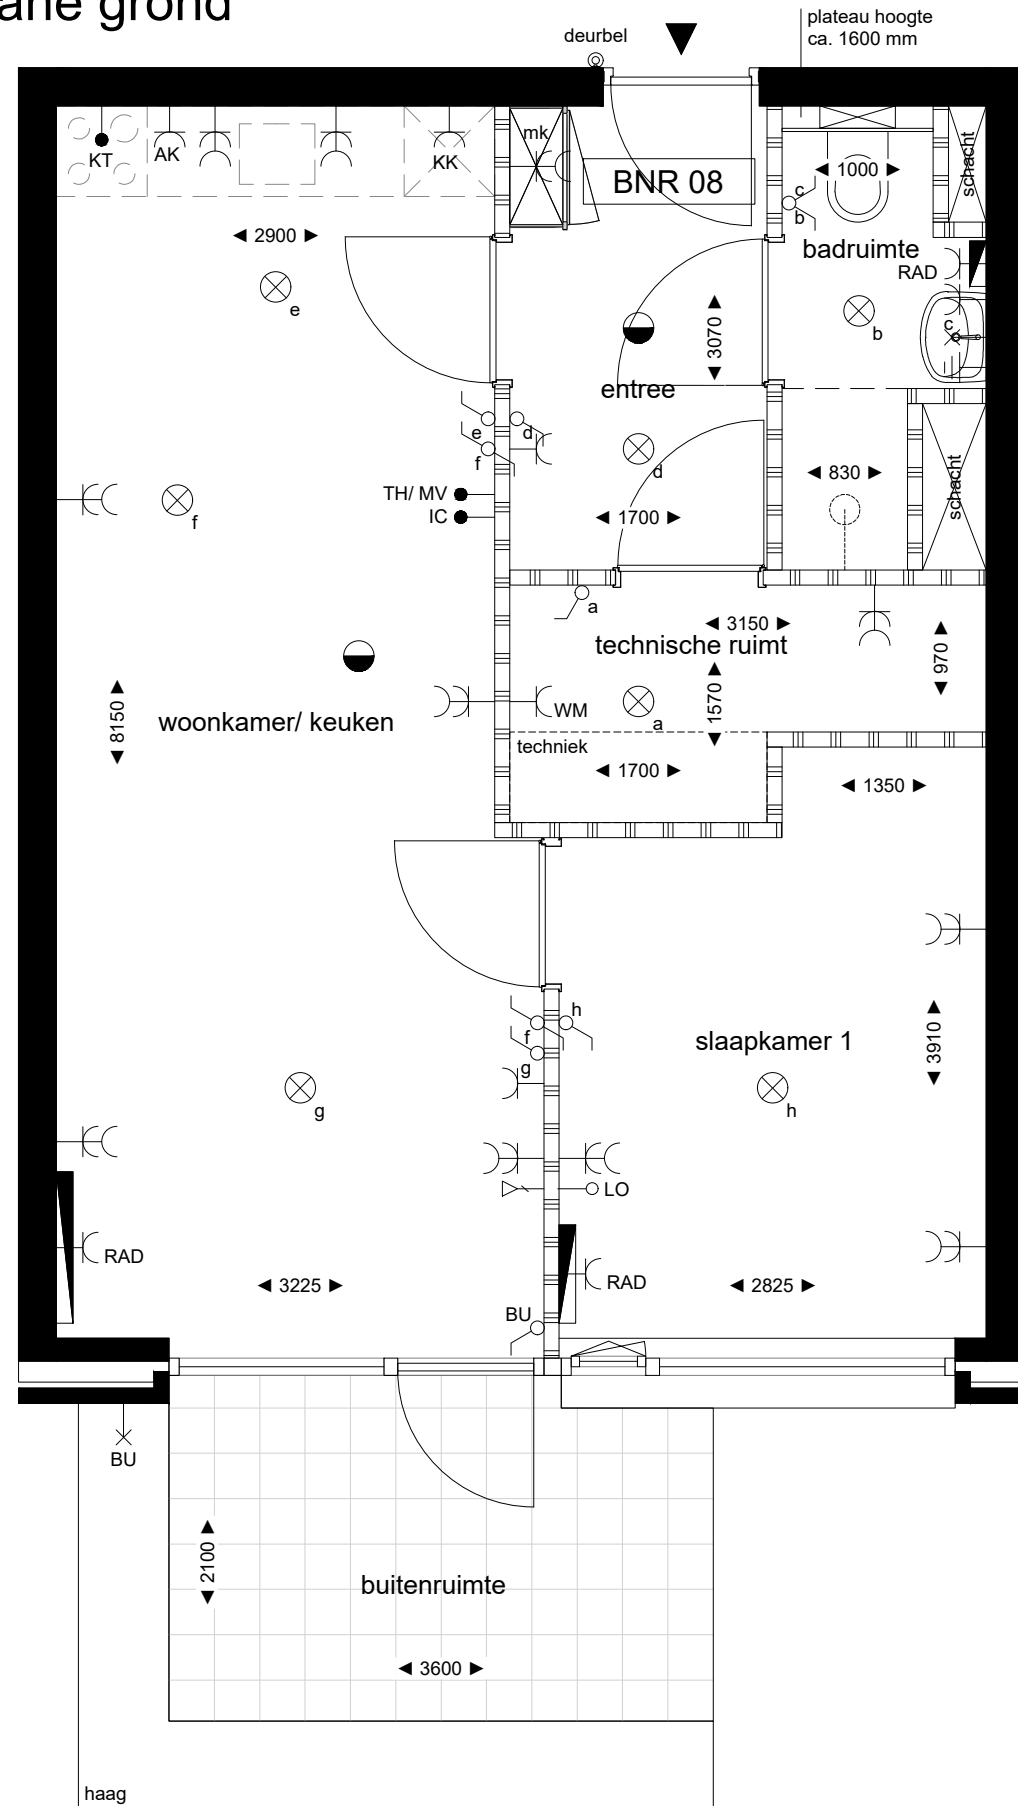 grond
deurbel
plateau hoogte
ca. 1600 mm
KT
AK
KK
mk
BNR 08
1000
c
b
schacht
badruimte
RAD
2900
e
3070
b
c
entree
e
d
f
d
830
schacht
TH/ MV
IC
f
1700
a
3150
technische ruimt
970
8150
woonkamer/ keuken
WM
a
1570
techniek
1700
1350
f
h
g
slaapkamer 1
3910
g
h
LO
RAD
RAD
3225
2825
BU
BU
2100
buitenruimte
3600
haag